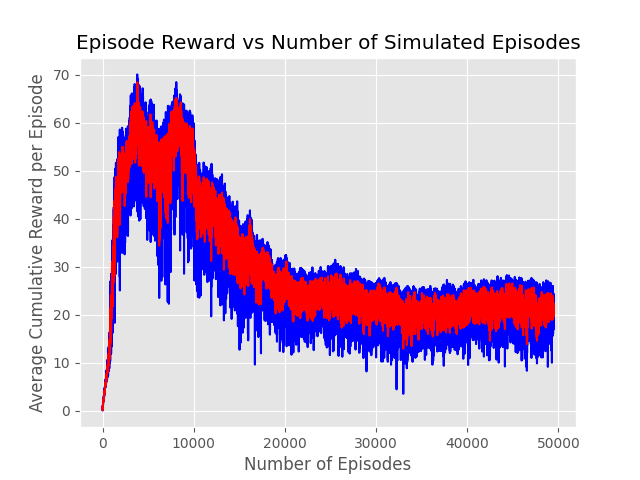 Episode Reward vs Number of Simulated Episodes
Average Cumulative Reward per Episode
70
60
50
40
30
20
10
0
0 10000 20000 30000 40000 50000
Number of Episodes